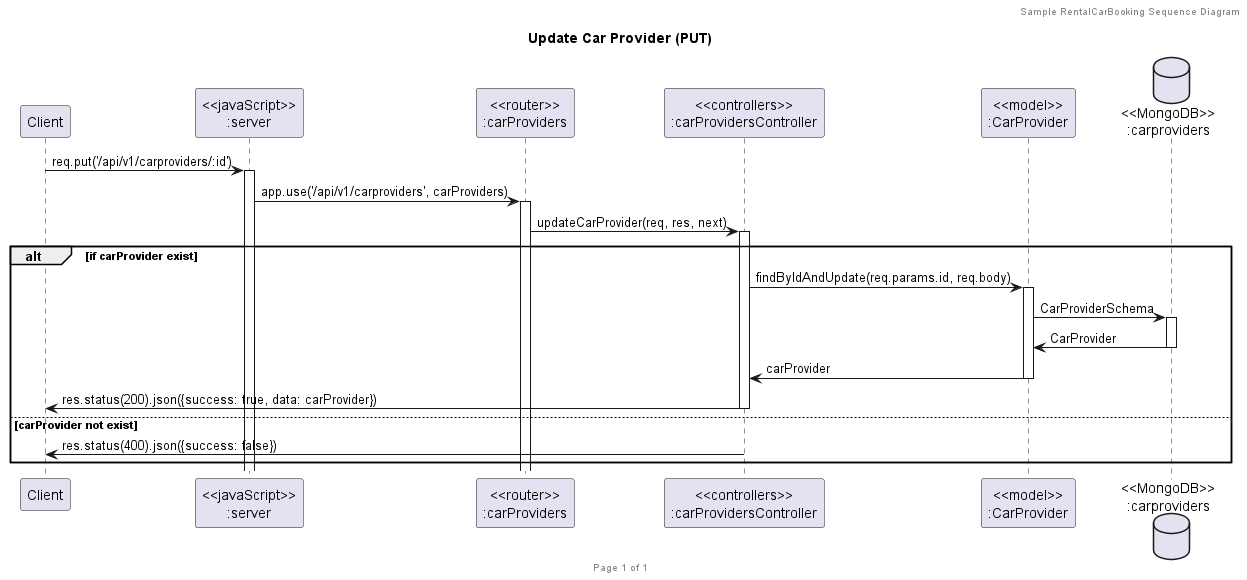 Sample RentalCarBooking Sequence Diagram
Update Car Provider (PUT)
Client
<<javaScript>>
:server
<<router>>
:carProviders
<<controllers>>
:carProvidersController
<<model>>
:CarProvider
<<MongoDB>>
:carproviders
req.put('/api/v1/carproviders/:id')
app.use('/api/v1/carproviders', carProviders)
updateCarProvider(req, res, next)
alt [if carProvider exist]
findByIdAndUpdate(req.params.id, req.body)
CarProviderSchema
CarProvider
carProvider
res.status(200).json({success: true, data: carProvider})
[carProvider not exist]
res.status(400).json({success: false})
Client
<<javaScript>>
:server
<<router>>
:carProviders
<<controllers>>
:carProvidersController
<<model>>
:CarProvider
<<MongoDB>>
:carproviders
Page 1 of 1